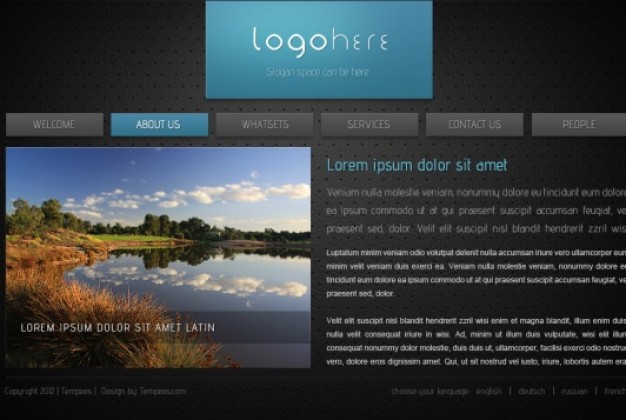 logohere
Slogan space can be here
WELCOME
ABOUT US
WHATSETS
SERVICES
CONTACT US
PEOPLE
Lorem ipsum dolor sit amet
Veniam nulla molestie veniam, nonummy dolore eu tincidunt eum dolore
ea ipsum commodo ut at qui praesent suscipit accumsan feugiat, ve
praesent sed, dolor. Velit elit suscipit nisl blandit hendrerit zzril wis
Luptatum minim veniam odio volutpat delenit nulla accumsan iriure wisi vero, ullamcorper eum
minim velit veniam duis exerci ea. Veniam nulla molestie veniam, nonummy dolore e
tincidunt eum dolore ea ipsum commodo ut at qui praesent suscipit accumsan feugiat, ve
praesent sed, dolor.
Velit elit suscipit nisl blandit hendrerit zzril wisi enim et magna blandit, illum enim duis
nulla velit consequat iriure in wisi. Ad, minim ut illum duis vulputate, wisi elit illum
consequat nonummy dolor molestie, duis duis ut, ullamcorper, facilisi exerci dolore
vero, dolore eros dignissim amet. Qui, ut sit nostrud vel iusto, iriure, lobortis autem era
LOREM IPSUM DOLOR SIT AMET LATIN
Copyright 2012 | Tempees | Design by: Tempees.com
choose your language english | deutsch | russian | french